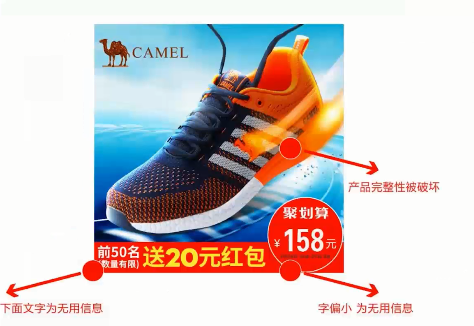 CAMEL
产品完整性被破坏
聚划算
¥158元
前50名
(数量有限)
送20元红包
下面文字为无用信息
字偏小 为无用信息